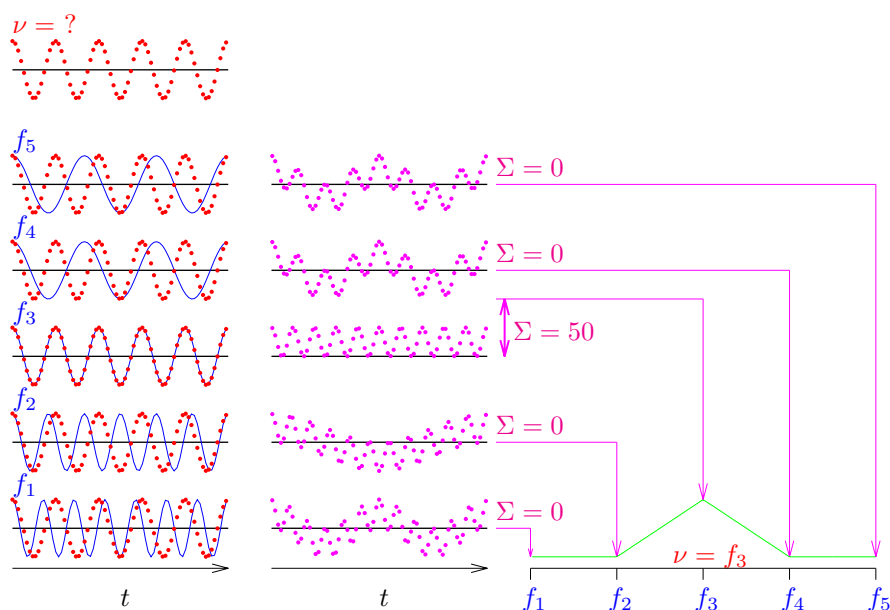 ν = ?
f₅
Σ = 0
f₄
Σ = 0
f₃
Σ = 50
f₂
Σ = 0
f₁
Σ = 0
ν = f₃
t
t
f₁ f₂ f₃ f₄ f₅